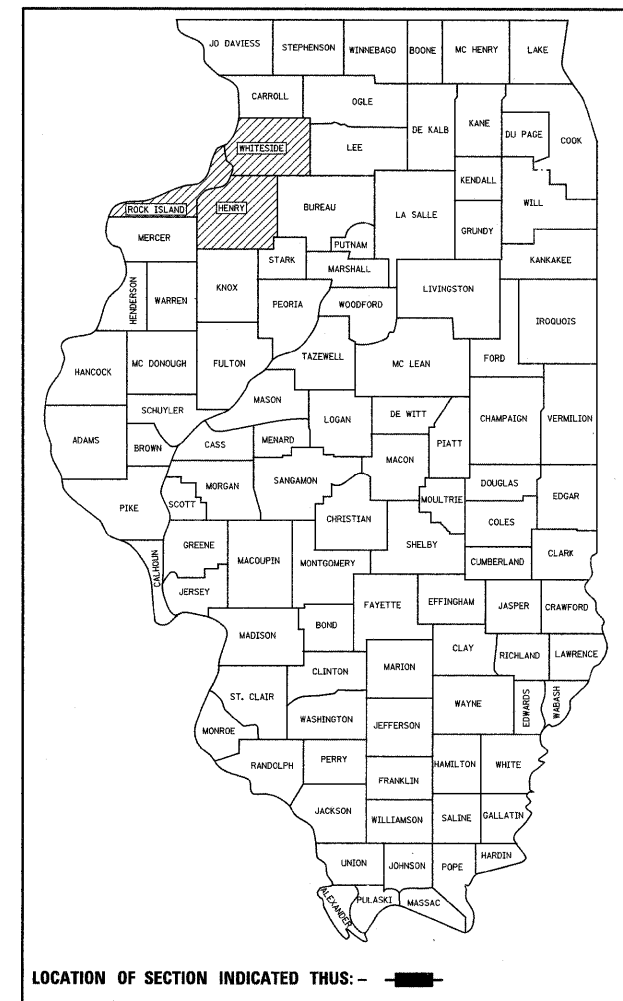 JO DAVIESS
STEPHENSON
WINNEBAGO
BOONE
MC HENRY
LAKE
CARROLL
OGLE
DE KALB
KANE
DU PAGE
COOK
WHITESIDE
LEE
KENDALL
WILL
ROCK ISLAND
HENRY
BUREAU
LA SALLE
GRUNDY
MERCER
PUTNAM
STARK
MARSHALL
KANKAKEE
HENDERSON
WARREN
KNOX
PEORIA
WOODFORD
LIVINGSTON
IROQUOIS
HANCOCK
MC DONOUGH
FULTON
TAZEWELL
MC LEAN
FORD
SCHUYLER
MASON
LOGAN
DE WITT
CHAMPAIGN
VERMILION
ADAMS
BROWN
CASS
MENARD
MACON
PIATT
PIKE
SCOTT
MORGAN
SANGAMON
CHRISTIAN
MOULTRIE
DOUGLAS
EDGAR
COLES
CALHOUN
GREENE
MACOUPIN
MONTGOMERY
SHELBY
CUMBERLAND
CLARK
JERSEY
FAYETTE
EFFINGHAM
JASPER
CRAWFORD
MADISON
BOND
CLAY
RICHLAND
LAWRENCE
CLINTON
MARION
ST. CLAIR
WAYNE
EDWARDS
WABASH
MONROE
WASHINGTON
JEFFERSON
RANDOLPH
PERRY
HAMILTON
WHITE
FRANKLIN
JACKSON
WILLIAMSON
SALINE
GALLATIN
UNION
JOHNSON
POPE
HARDIN
ALEXANDER
PULASKI
MASSAC
LOCATION OF SECTION INDICATED THUS: -